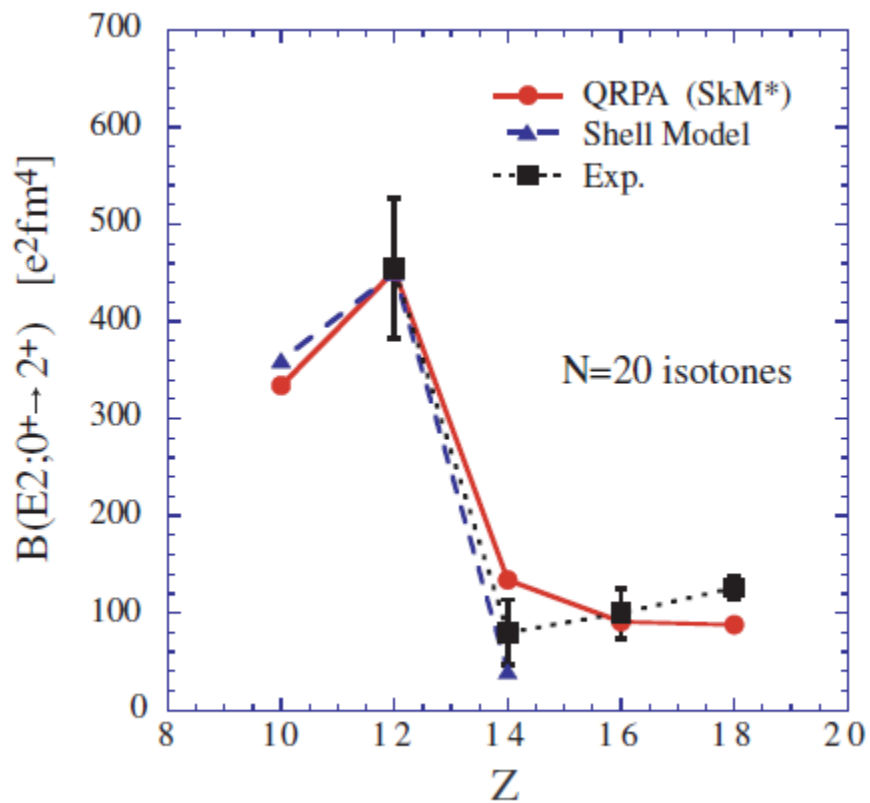 700
600
500
400
300
200
100
0
B(E2;0⁺→2⁺) [e²fm⁴]
QRPA (SkM*)
Shell Model
Exp.
N=20 isotones
8 10 12 14 16 18 20
Z